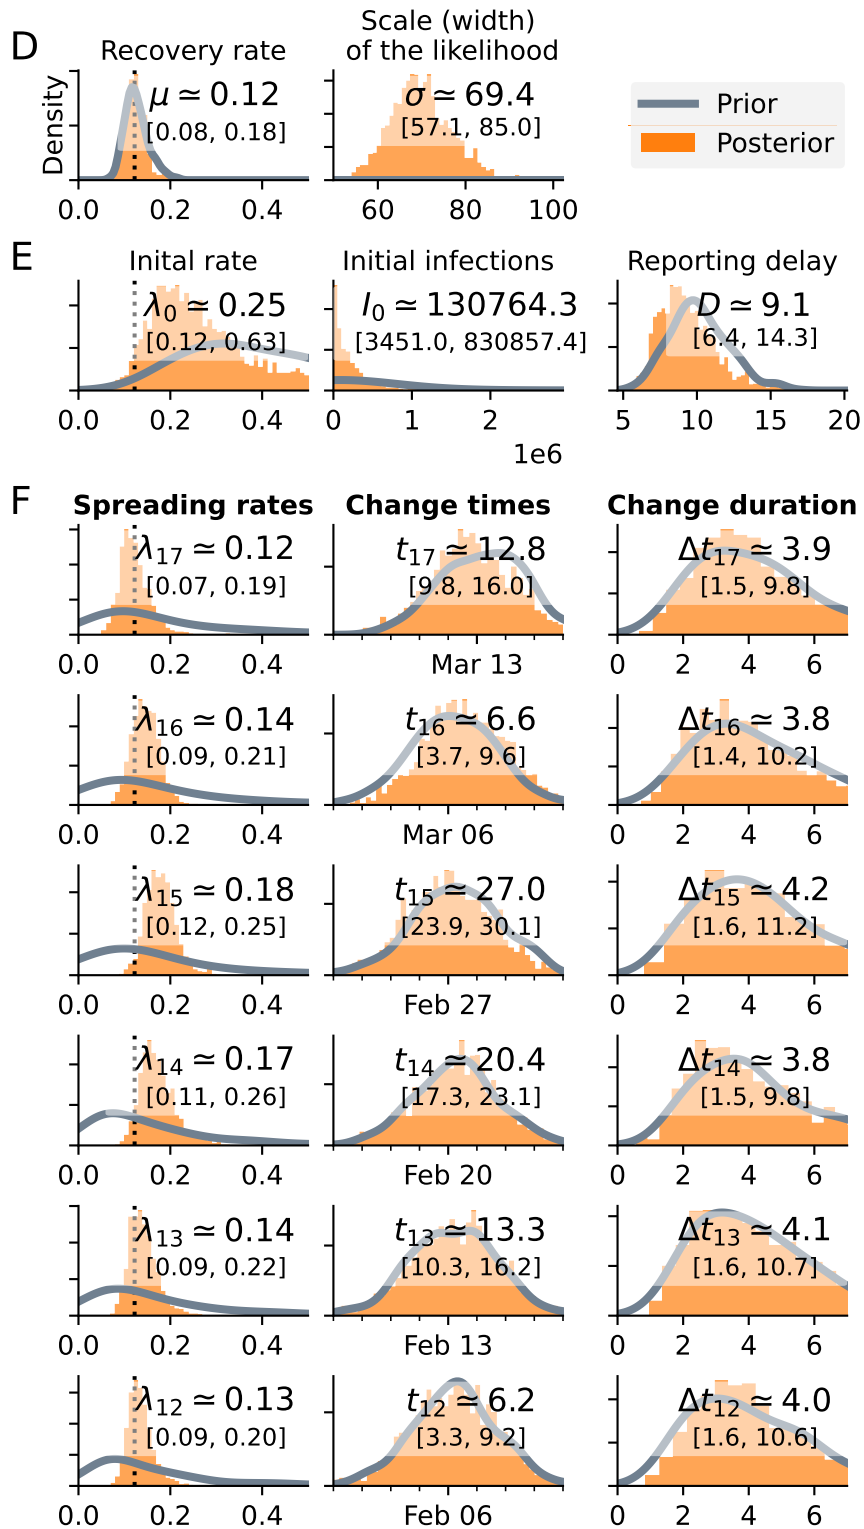 D
Recovery rate
Scale (width)
of the likelihood
Density
μ ≃ 0.12
[0.08, 0.18]
σ ≃ 69.4
[57.1, 85.0]
Prior
Posterior
0.0 0.2 0.4
60 80 100
E
Inital rate
Initial infections
Reporting delay
λ0 ≃ 0.25
[0.12, 0.63]
I0 ≃ 130764.3
[3451.0, 830857.4]
D ≃ 9.1
[6.4, 14.3]
0.0 0.2 0.4
0 1 2
1e6
5 10 15 20
F
Spreading rates
Change times
Change duration
λ17 ≃ 0.12
[0.07, 0.19]
t17 ≃ 12.8
[9.8, 16.0]
Δt17 ≃ 3.9
[1.5, 9.8]
0.0 0.2 0.4
Mar 13
0 2 4 6
λ16 ≃ 0.14
[0.09, 0.21]
t16 ≃ 6.6
[3.7, 9.6]
Δt16 ≃ 3.8
[1.4, 10.2]
0.0 0.2 0.4
Mar 06
0 2 4 6
λ15 ≃ 0.18
[0.12, 0.25]
t15 ≃ 27.0
[23.9, 30.1]
Δt15 ≃ 4.2
[1.6, 11.2]
0.0 0.2 0.4
Feb 27
0 2 4 6
λ14 ≃ 0.17
[0.11, 0.26]
t14 ≃ 20.4
[17.3, 23.1]
Δt14 ≃ 3.8
[1.5, 9.8]
0.0 0.2 0.4
Feb 20
0 2 4 6
λ13 ≃ 0.14
[0.09, 0.22]
t13 ≃ 13.3
[10.3, 16.2]
Δt13 ≃ 4.1
[1.6, 10.7]
0.0 0.2 0.4
Feb 13
0 2 4 6
λ12 ≃ 0.13
[0.09, 0.20]
t12 ≃ 6.2
[3.3, 9.2]
Δt12 ≃ 4.0
[1.6, 10.6]
0.0 0.2 0.4
Feb 06
0 2 4 6